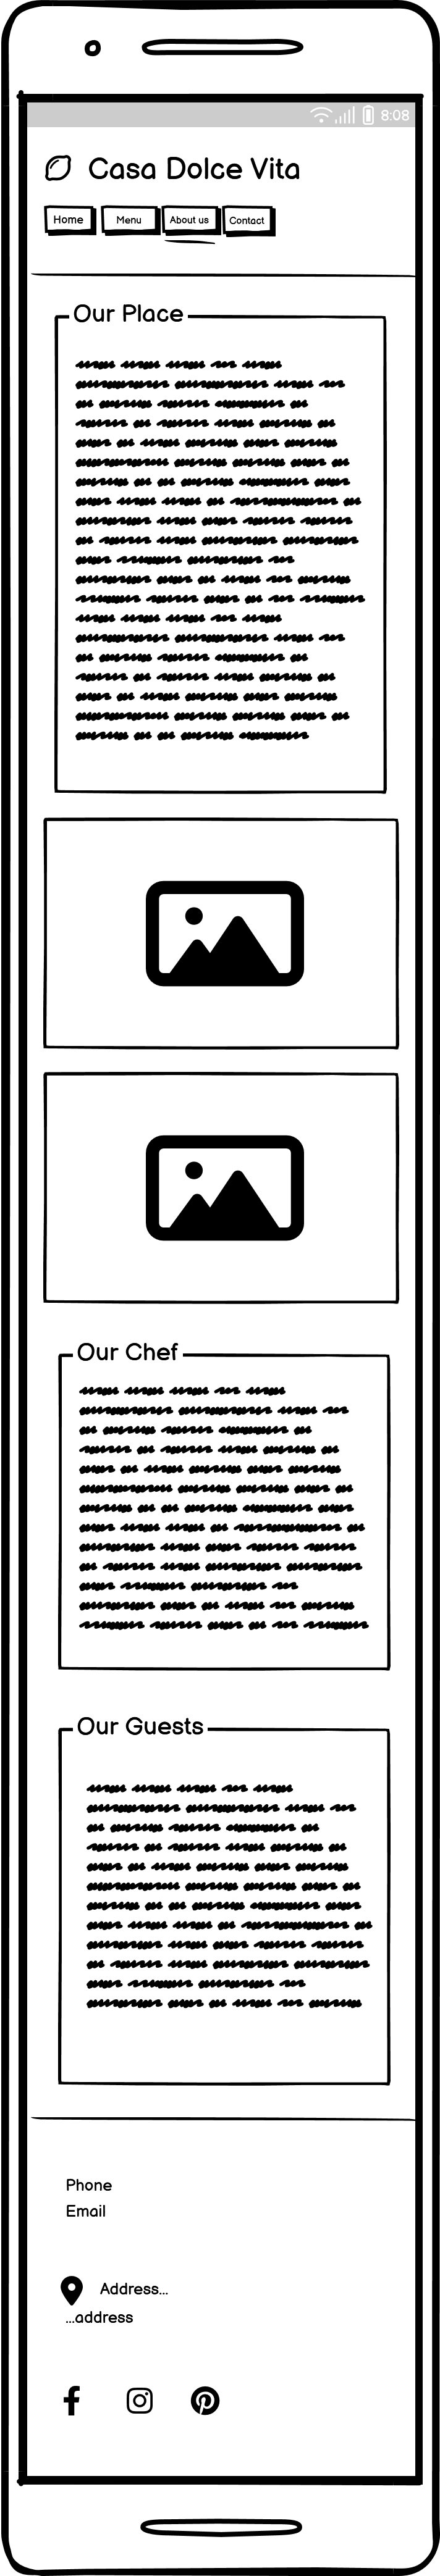 8:08
Casa Dolce Vita
Home Menu About us Contact
Our Place
Our Chef
Our Guests
Phone
Email
Address...
...address